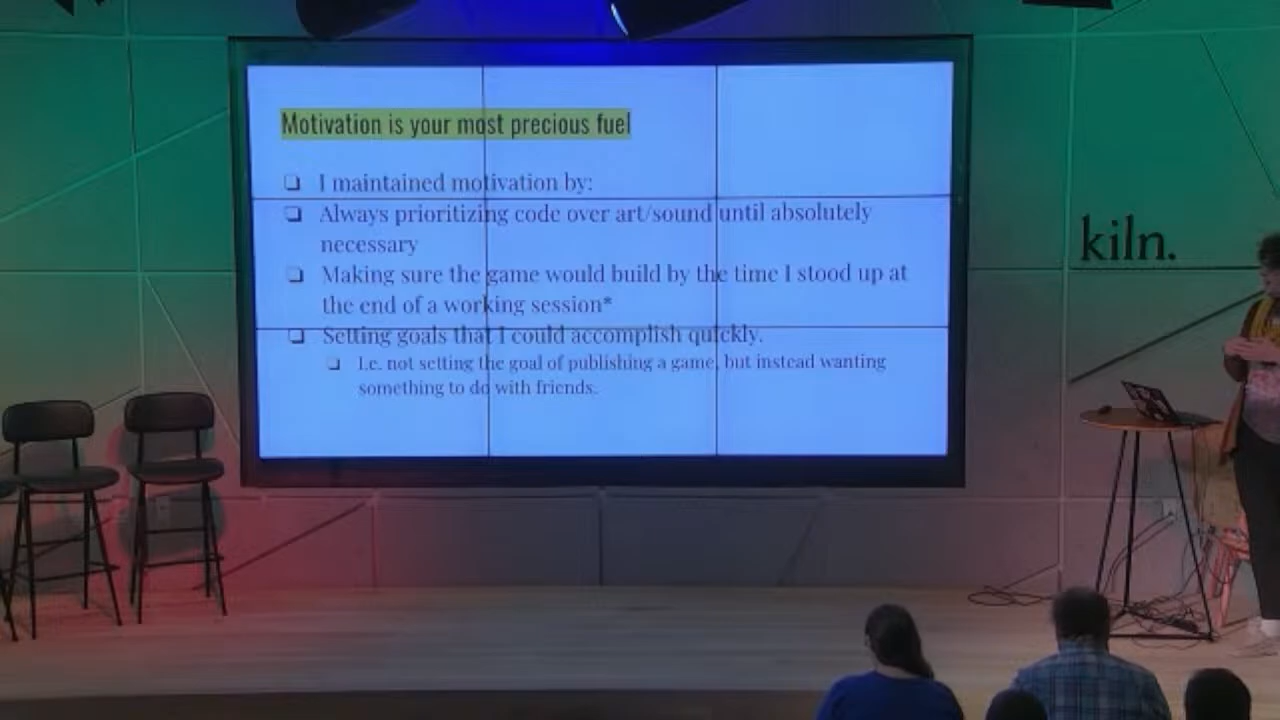 Motivation is your most precious fuel
❏ I maintained motivation by:
❏ Always prioritizing code over art/sound until absolutely
necessary
❏ Making sure the game would build by the time I stood up at
the end of a working session*
❏ Setting goals that I could accomplish quickly.
❏ I.e. not setting the goal of publishing a game, but instead wanting
something to do with friends.
kiln.